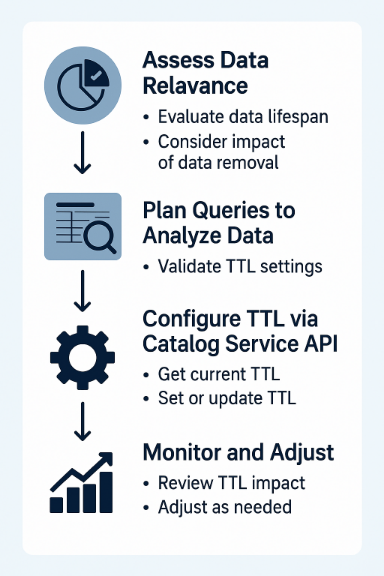 Assess Data
Relavance
• Evaluate data lifespan
• Consider impact
of data removal
Plan Queries to
Analyze Data
• Validate TTL settings
Configure TTL via
Catalog Service API
• Get current TTL
• Set or update TTL
Monitor and Adjust
• Review TTL impact
• Adjust as needed